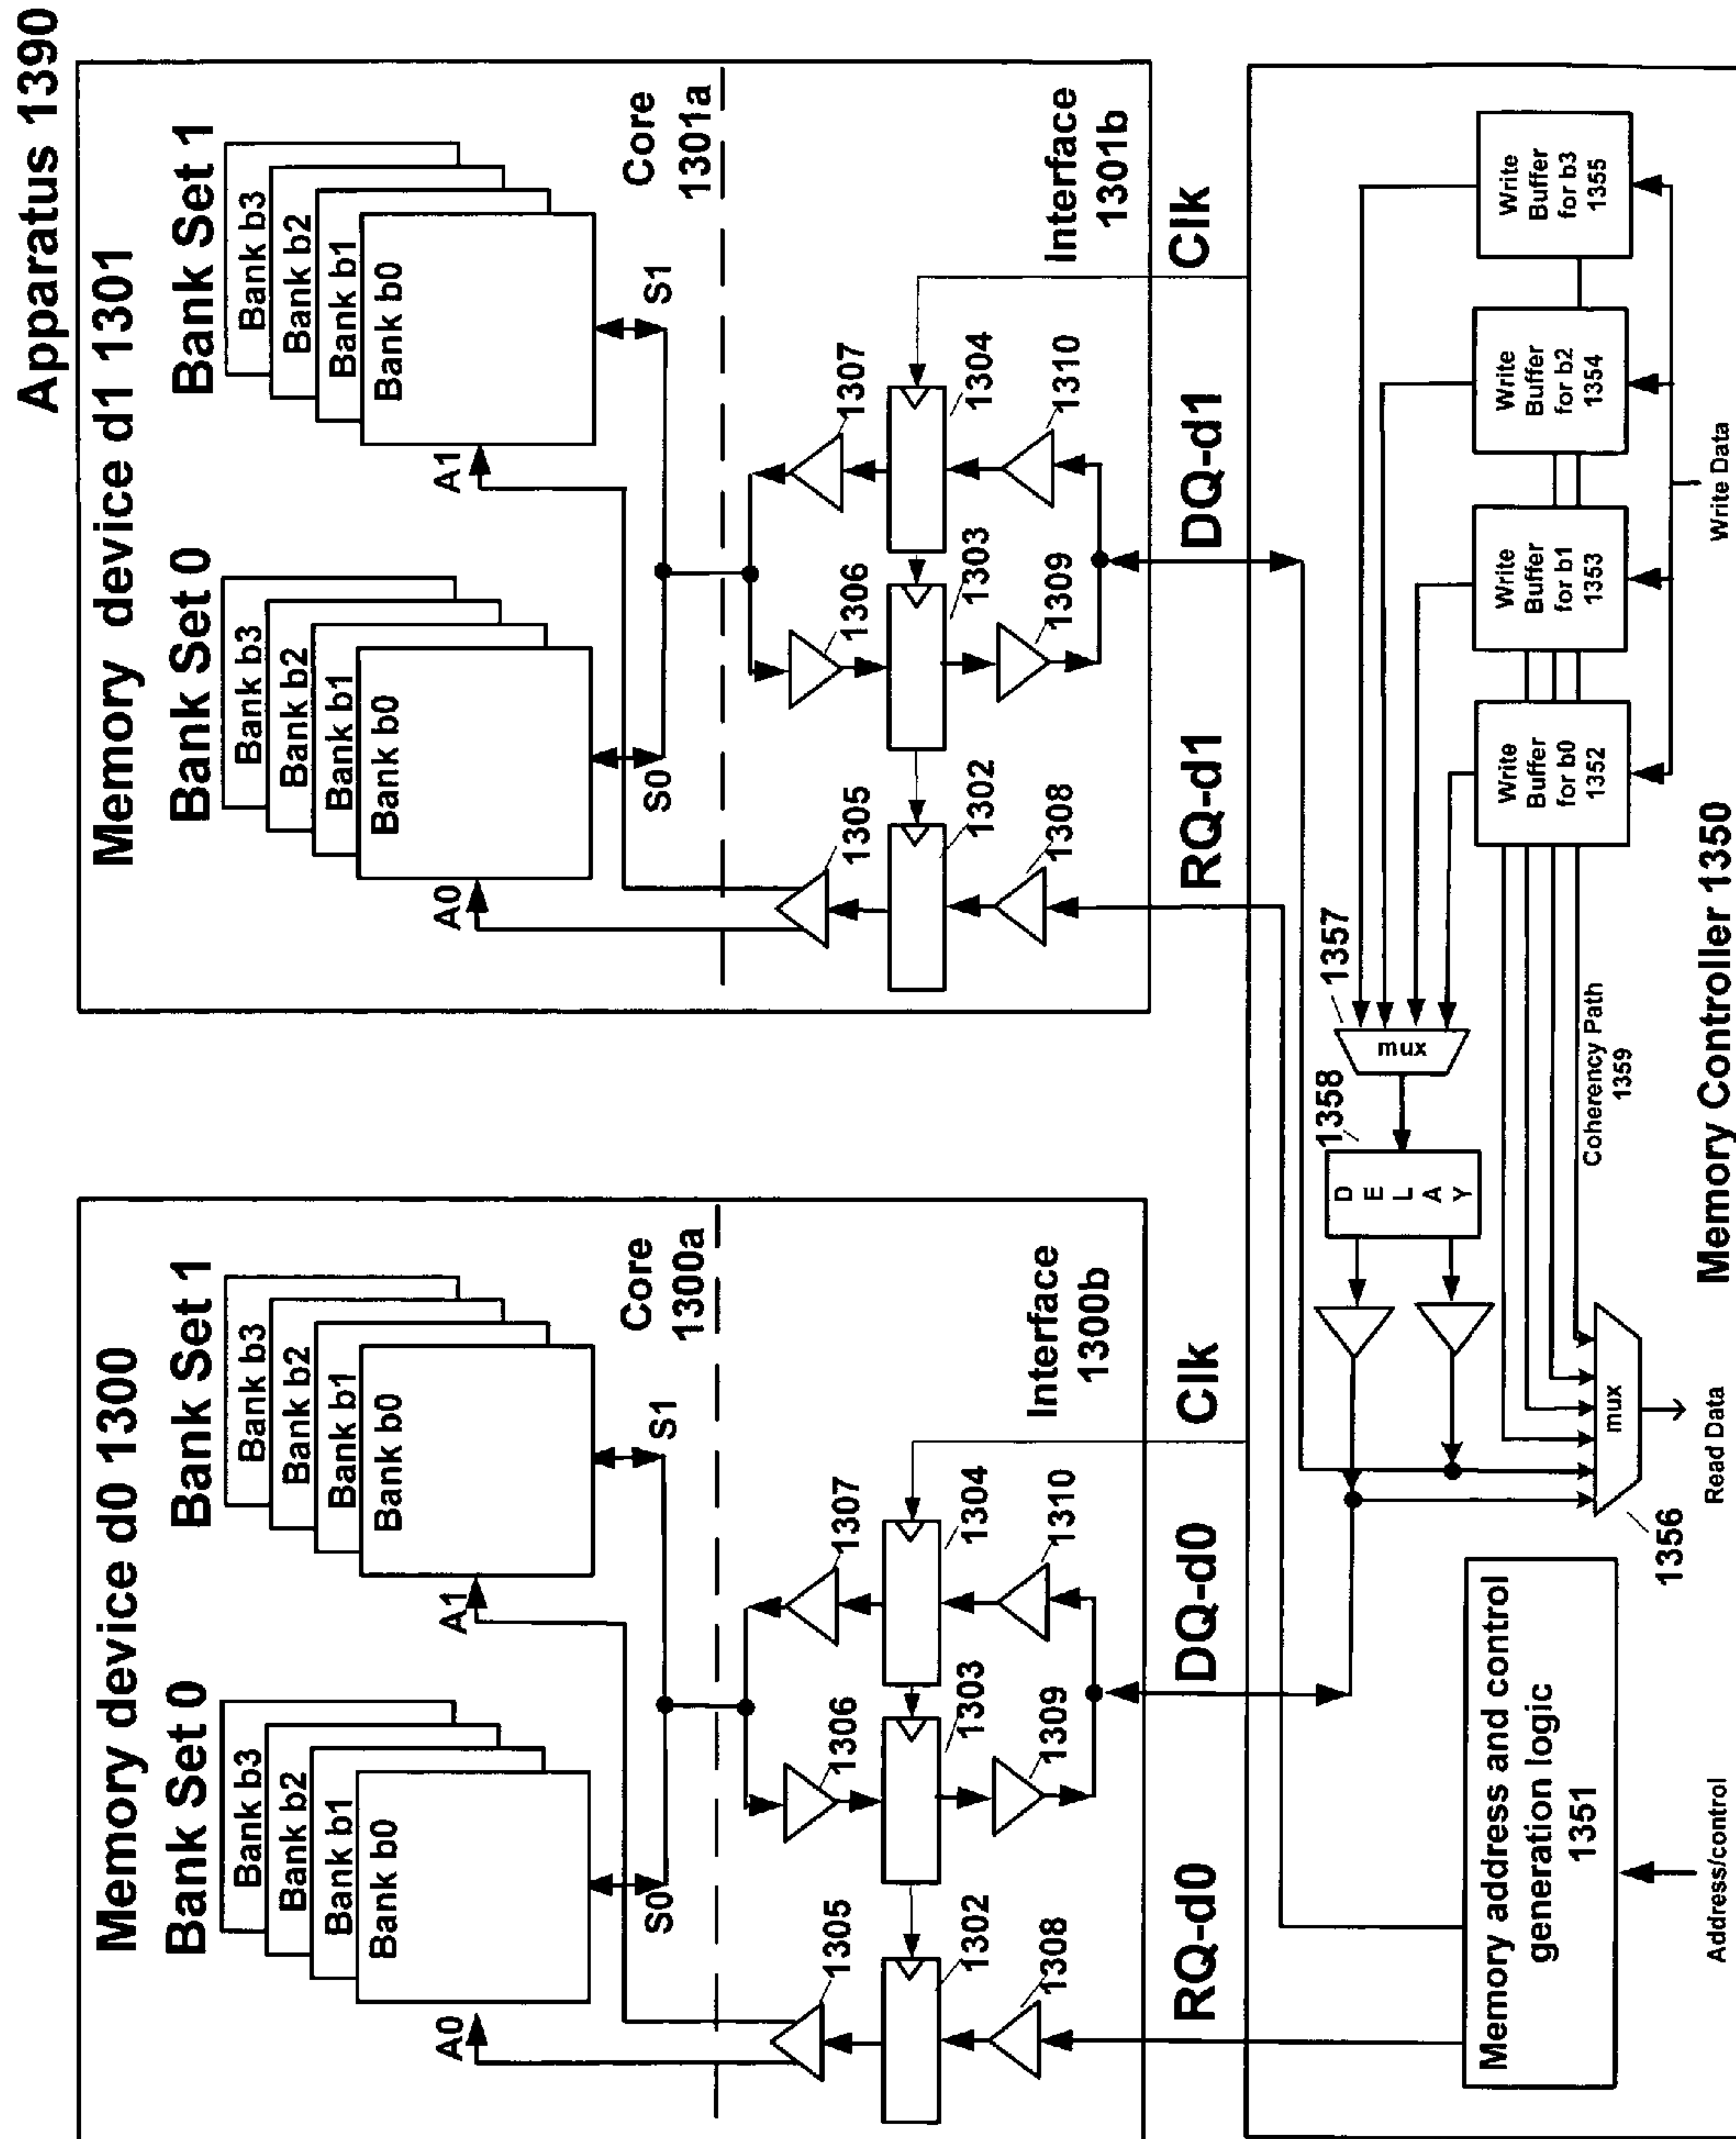 Apparatus 1390
Memory device d0 1300
Bank Set 0
Bank Set 1
Bank b3
Bank b2
Bank b1
Bank b0
Bank b3
Bank b2
Bank b1
Bank b0
A0
A1
S0
S1
Core
1300a
1305
1306
1307
1302
1303
1304
1308
1309
1310
Interface
1300b
RQ-d0
DQ-d0
Clk
Memory device d1 1301
Bank Set 0
Bank Set 1
Bank b3
Bank b2
Bank b1
Bank b0
Bank b3
Bank b2
Bank b1
Bank b0
A0
A1
S0
S1
Core
1301a
1305
1306
1307
1302
1303
1304
1308
1309
1310
Interface
1301b
RQ-d1
DQ-d1
Clk
Memory address and control
generation logic
1351
Address/control
1356
mux
Read Data
DELAY
1358
mux
1357
Coherency Path
1359
Write
Buffer
for b0
1352
Write
Buffer
for b1
1353
Write
Buffer
for b2
1354
Write
Buffer
for b3
1355
Write Data
Memory Controller 1350